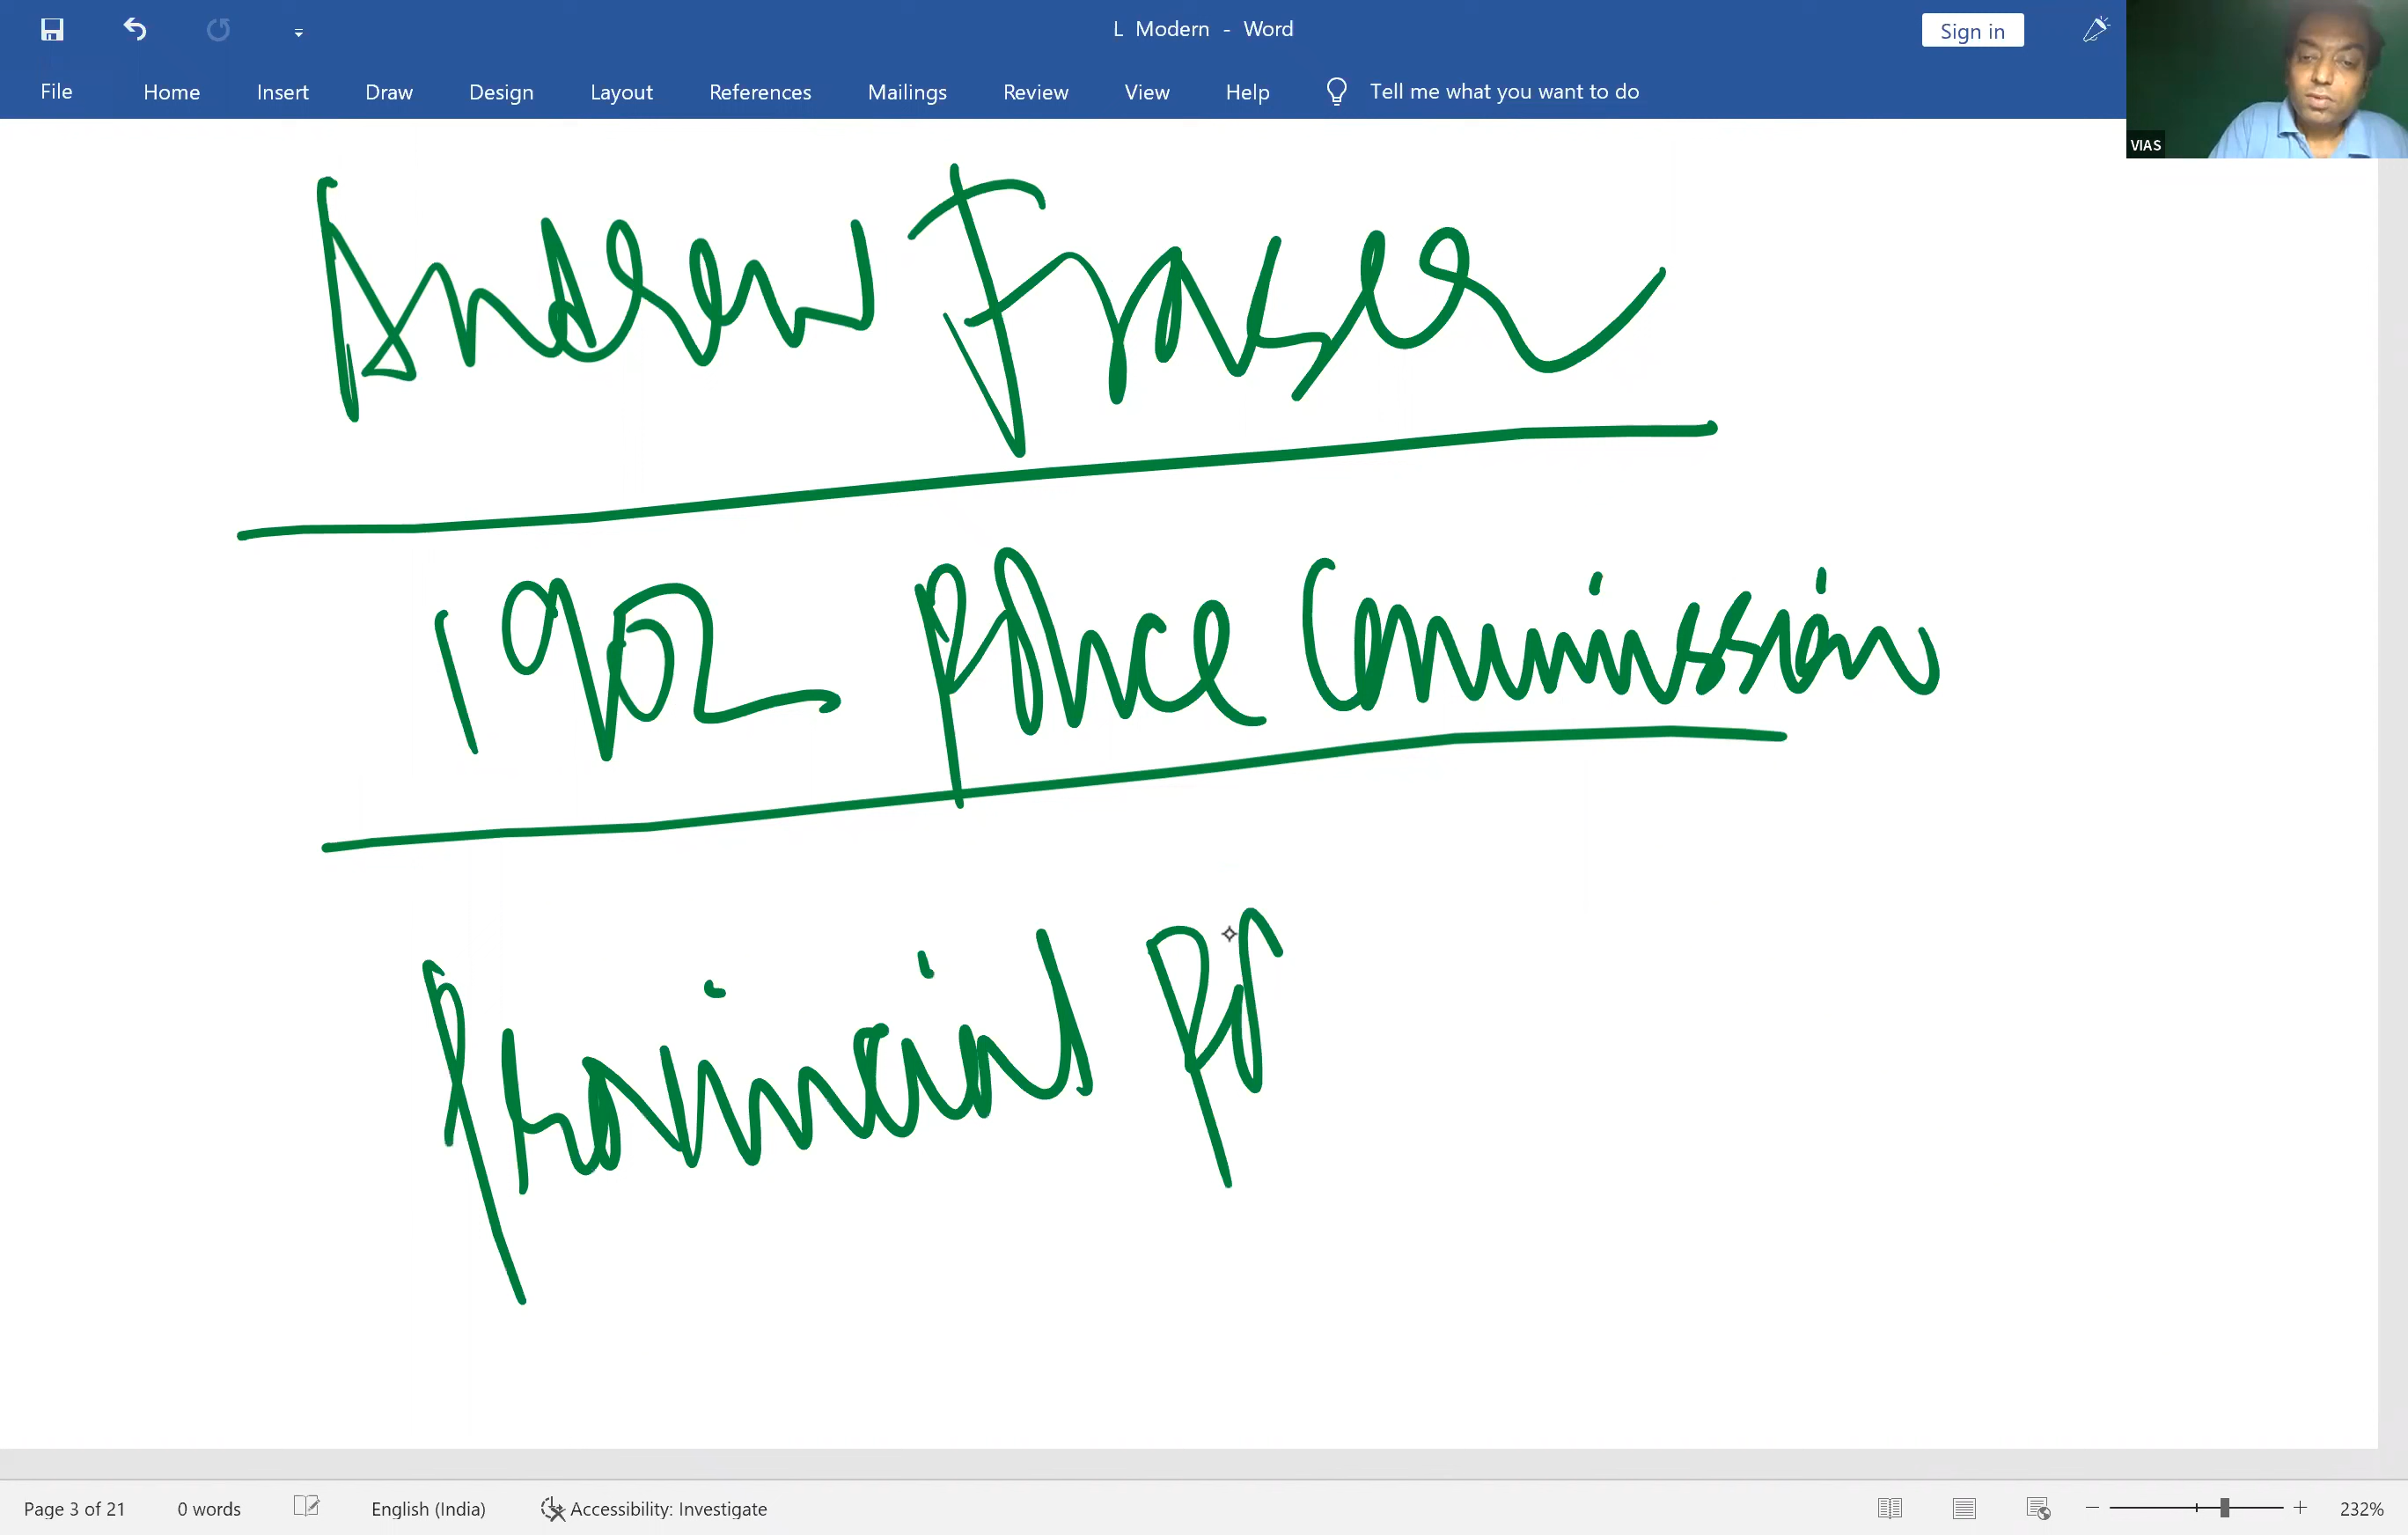 L Modern - Word
Sign in
File Home Insert Draw Design Layout References Mailings Review View Help Tell me what you want to do
VIAS
Andrew Fraser
1902 Police Commission
Provincial
Page 3 of 21 0 words English (India) Accessibility: Investigate 232%